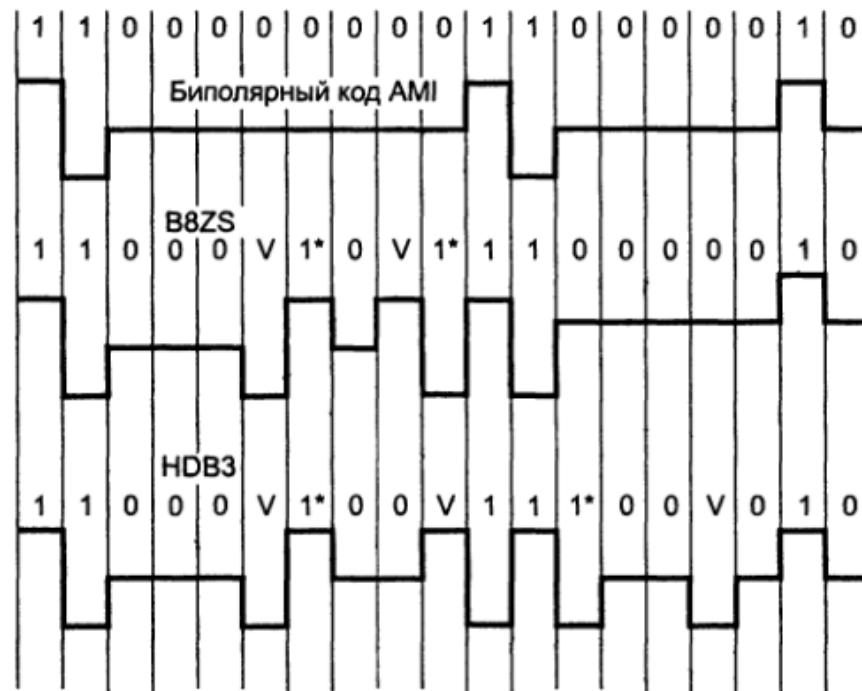 1 1 0 0 0 0 0 0 0 0 1 1 0 0 0 0 0 1 0
Биполярный код AMI
B8ZS
1 1 0 0 0 V 1* 0 V 1* 1 1 0 0 0 0 0 1 0
HDB3
1 1 0 0 0 V 1* 0 0 V 1 1 1* 0 0 V 0 1 0